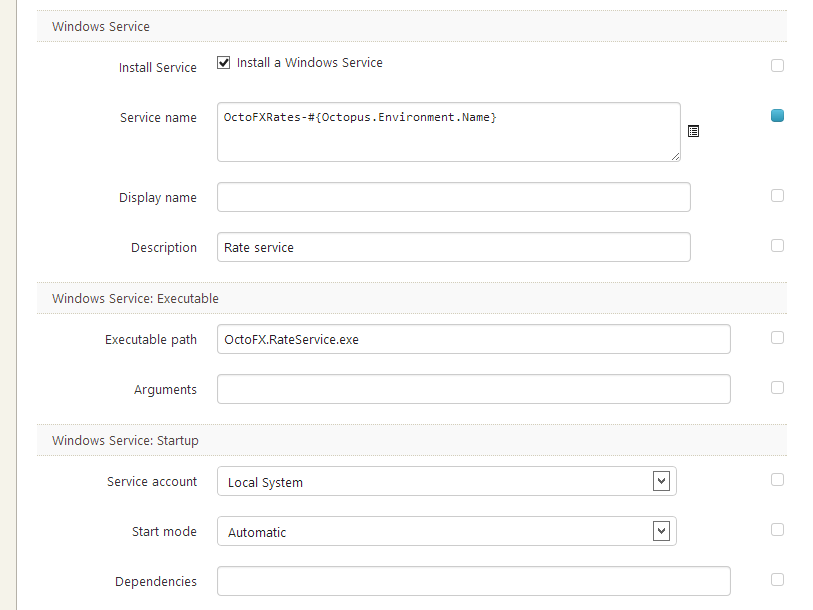 Windows Service
Install Service Install a Windows Service
Service name OctoFXRates-#{Octopus.Environment.Name}
Display name
Description Rate service
Windows Service: Executable
Executable path OctoFX.RateService.exe
Arguments
Windows Service: Startup
Service account Local System
Start mode Automatic
Dependencies